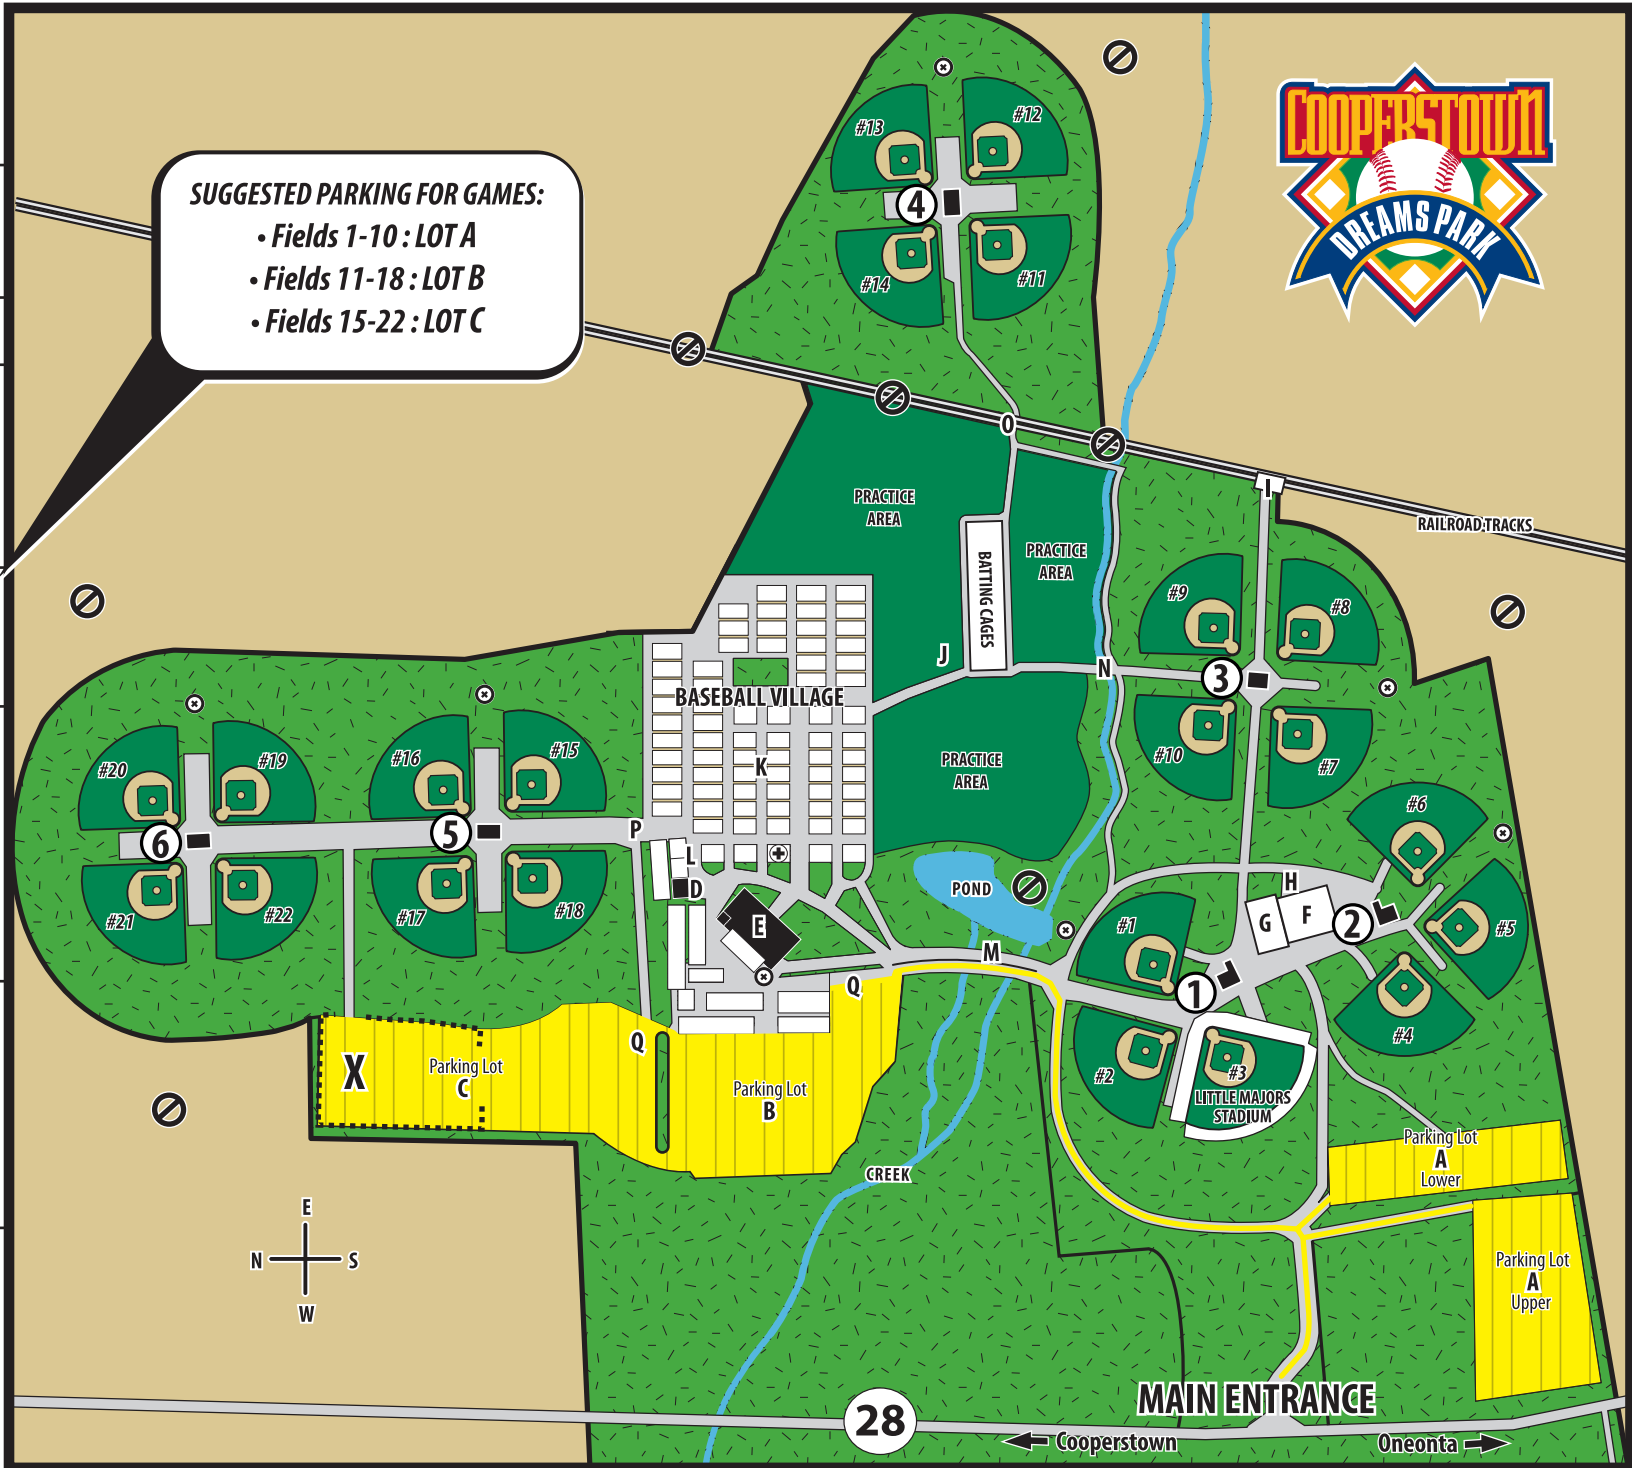 COOPERSTOWN
DREAMS PARK
SUGGESTED PARKING FOR GAMES:
• Fields 1-10 : LOT A
• Fields 11-18 : LOT B
• Fields 15-22 : LOT C
#13
#12
4
#14
#11
O
I
RAILROAD TRACKS
PRACTICE
AREA
PRACTICE
AREA
BATTING CAGES
#9
#8
J
N
3
#10
#7
BASEBALL VILLAGE
K
PRACTICE
AREA
#20
#19
#16
#15
6
5
P
#21
#22
#17
#18
L
D
E
POND
#6
H
G
F
2
#5
#4
#1
M
1
Q
Q
#2
#3
LITTLE MAJORS
STADIUM
X
Parking Lot
C
Parking Lot
B
Parking Lot
A
Lower
Parking Lot
A
Upper
CREEK
E
N
S
W
MAIN ENTRANCE
28
Cooperstown
Oneonta